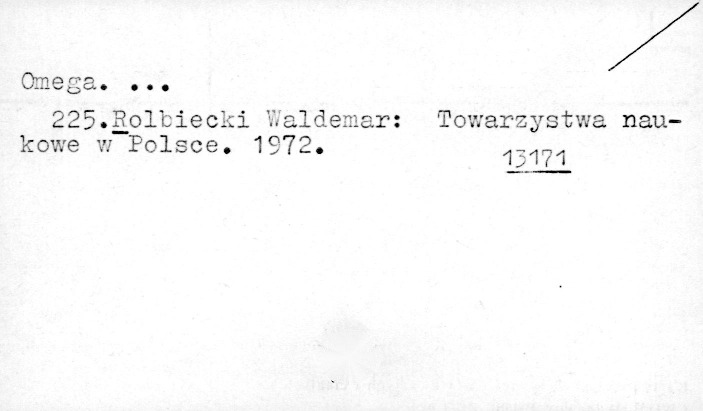 Omega. ...
225.Rolbiecki Waldemar: Towarzystwa nau-
kowe w Polsce. 1972.
13171